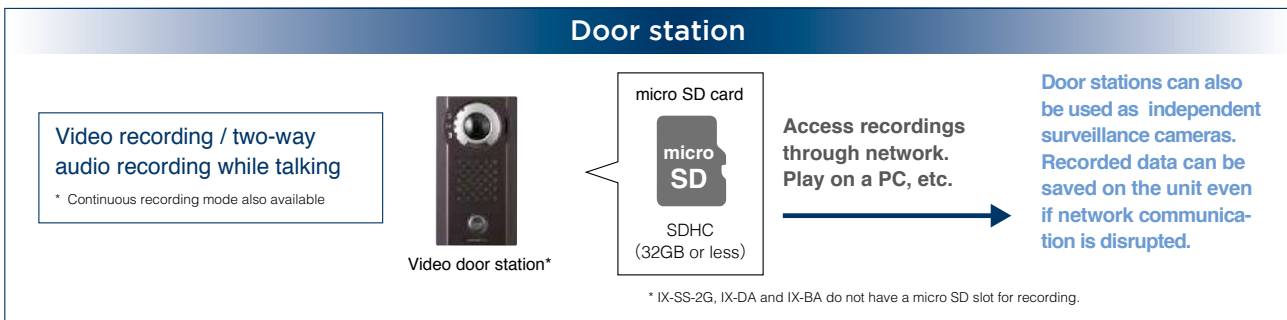 Door station
Video recording / two-way
audio recording while talking
* Continuous recording mode also available
Video door station*
micro SD card
micro
SD
SDHC
(32GB or less)
Access recordings
through network.
Play on a PC, etc.
Door stations can also
be used as independent
surveillance cameras.
Recorded data can be
saved on the unit even
if network communica-
tion is disrupted.
* IX-SS-2G, IX-DA and IX-BA do not have a micro SD slot for recording.